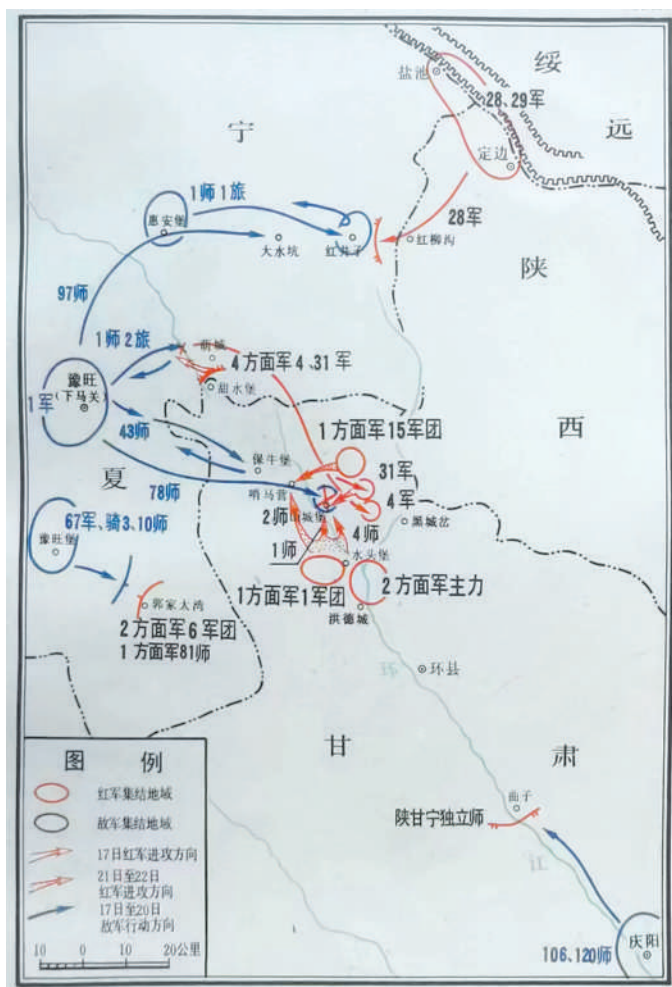 绥
远
盐池
28、29军
定边
宁
1师1旅
惠安堡
28军
大水坑
红井子
红柳沟
陕
97师
1师2旅
萌城
4方面军4、31军
甜水堡
豫旺
(下马关)
1军
43师
1方面军15军团
西
保牛堡
31军
夏
78师
哨马营
4军
67军、骑3、10师
2师
山城堡
黑城岔
豫旺堡
4师
1师
水头堡
1方面军1军团
2方面军主力
郭家大湾
洪德城
2方面军6军团
1方面军81师
环
环县
甘
肃
曲子
陕甘宁独立师
江
庆阳
106、120师
图 例
红军集结地域
敌军集结地域
17日红军进攻方向
21日至22日
红军进攻方向
17日至20日
敌军行动方向
10 0 10 20公里